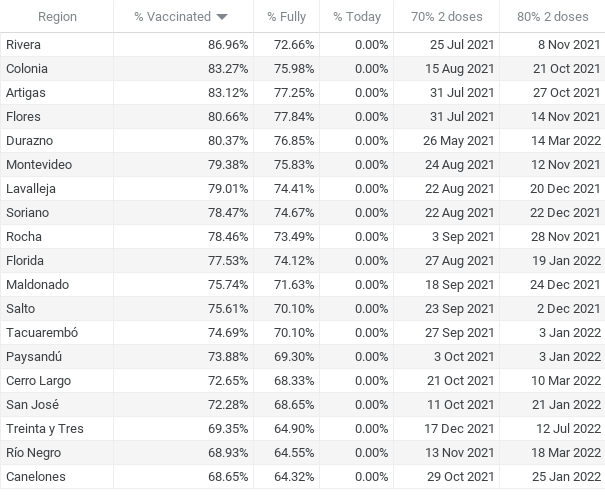 Region % Vaccinated % Fully % Today 70% 2 doses 80% 2 doses
Rivera 86.96% 72.66% 0.00% 25 Jul 2021 8 Nov 2021
Colonia 83.27% 75.98% 0.00% 15 Aug 2021 21 Oct 2021
Artigas 83.12% 77.25% 0.00% 31 Jul 2021 27 Oct 2021
Flores 80.66% 77.84% 0.00% 31 Jul 2021 14 Nov 2021
Durazno 80.37% 76.85% 0.00% 26 May 2021 14 Mar 2022
Montevideo 79.38% 75.83% 0.00% 24 Aug 2021 12 Nov 2021
Lavalleja 79.01% 74.41% 0.00% 22 Aug 2021 20 Dec 2021
Soriano 78.47% 74.67% 0.00% 22 Aug 2021 22 Dec 2021
Rocha 78.46% 73.49% 0.00% 3 Sep 2021 28 Nov 2021
Florida 77.53% 74.12% 0.00% 27 Aug 2021 19 Jan 2022
Maldonado 75.74% 71.63% 0.00% 18 Sep 2021 24 Dec 2021
Salto 75.61% 70.10% 0.00% 23 Sep 2021 2 Dec 2021
Tacuarembó 74.69% 70.10% 0.00% 27 Sep 2021 3 Jan 2022
Paysandú 73.88% 69.30% 0.00% 3 Oct 2021 3 Jan 2022
Cerro Largo 72.65% 68.33% 0.00% 21 Oct 2021 10 Mar 2022
San José 72.28% 68.65% 0.00% 11 Oct 2021 21 Jan 2022
Treinta y Tres 69.35% 64.90% 0.00% 17 Dec 2021 12 Jul 2022
Río Negro 68.93% 64.55% 0.00% 13 Nov 2021 18 Mar 2022
Canelones 68.65% 64.32% 0.00% 29 Oct 2021 25 Jan 2022